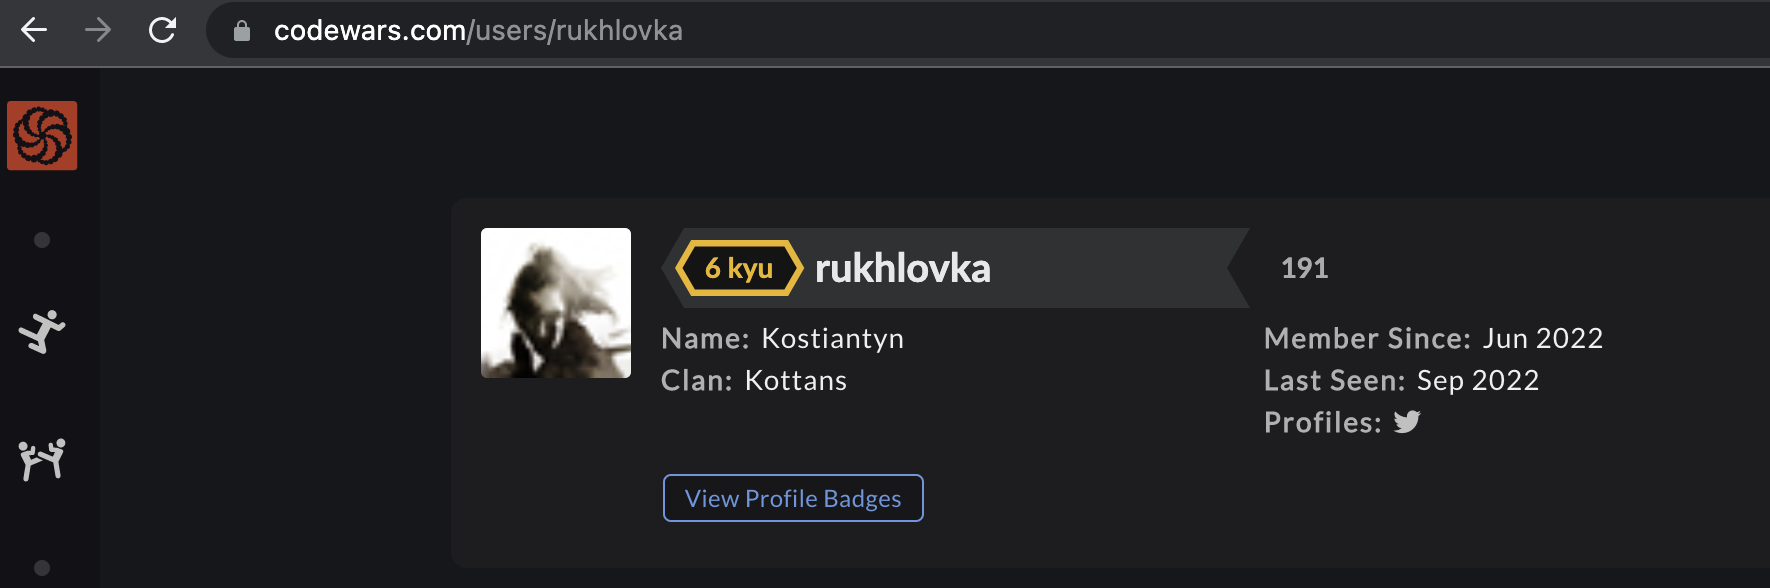 codewars.com/users/rukhlovka
6 kyu rukhlovka 191
Name: Kostiantyn
Clan: Kottans
Member Since: Jun 2022
Last Seen: Sep 2022
Profiles:
View Profile Badges